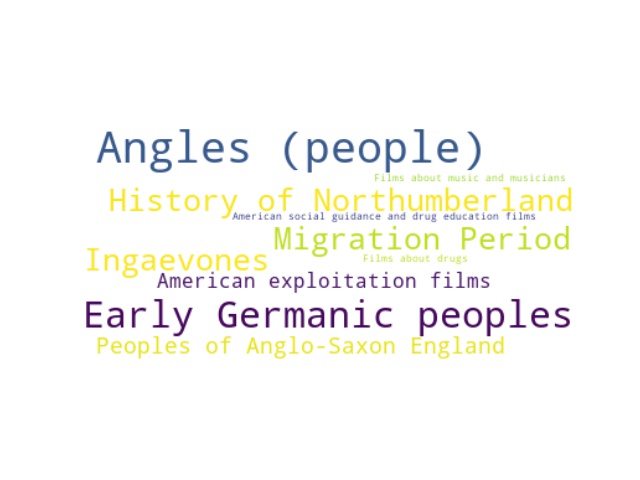 Angles (people)
Films about music and musicians
History of Northumberland
American social guidance and drug education films
Migration Period
Ingaevones
Films about drugs
American exploitation films
Early Germanic peoples
Peoples of Anglo-Saxon England